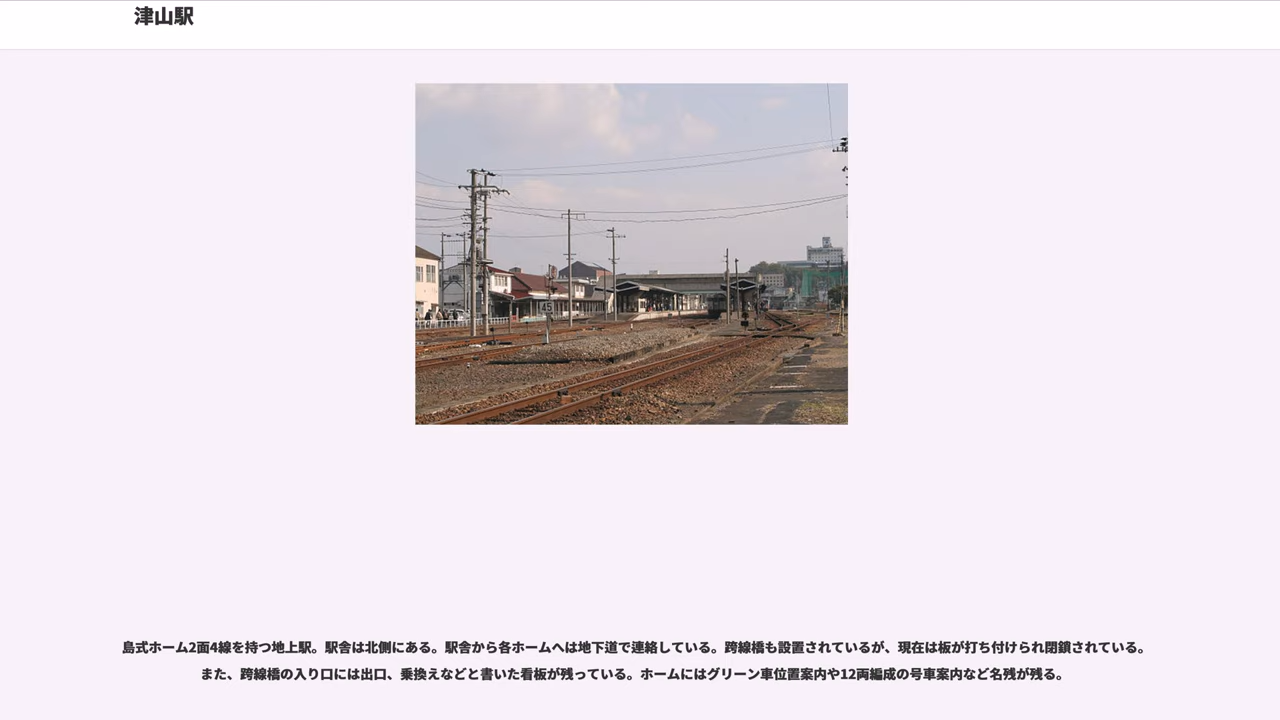 津山駅
45
島式ホーム2面4線を持つ地上駅。駅舎は北側にある。駅舎から各ホームへは地下道で連絡している。跨線橋も設置されているが、現在は板が打ち付けられ閉鎖されている。
また、跨線橋の入り口には出口、乗換えなどと書いた看板が残っている。ホームにはグリーン車位置案内や12両編成の号車案内など名残が残る。